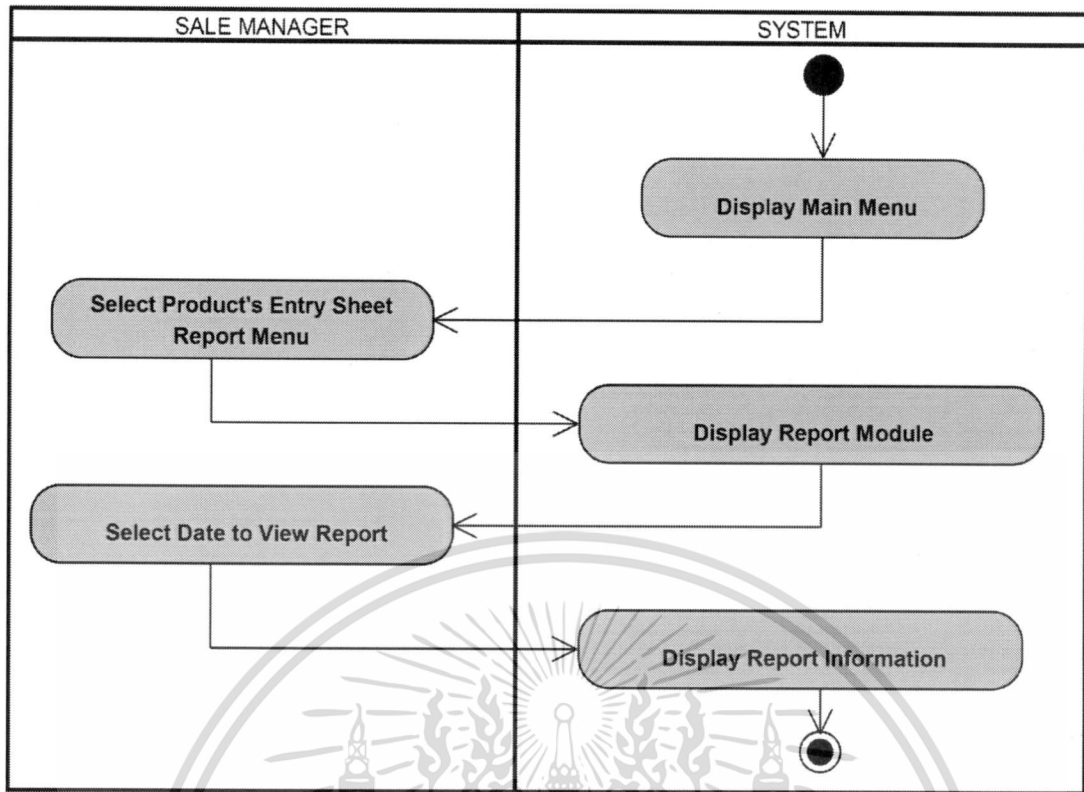 SALE MANAGER
SYSTEM
Display Main Menu
Select Product's Entry Sheet
Report Menu
Display Report Module
Select Date to View Report
Display Report Information